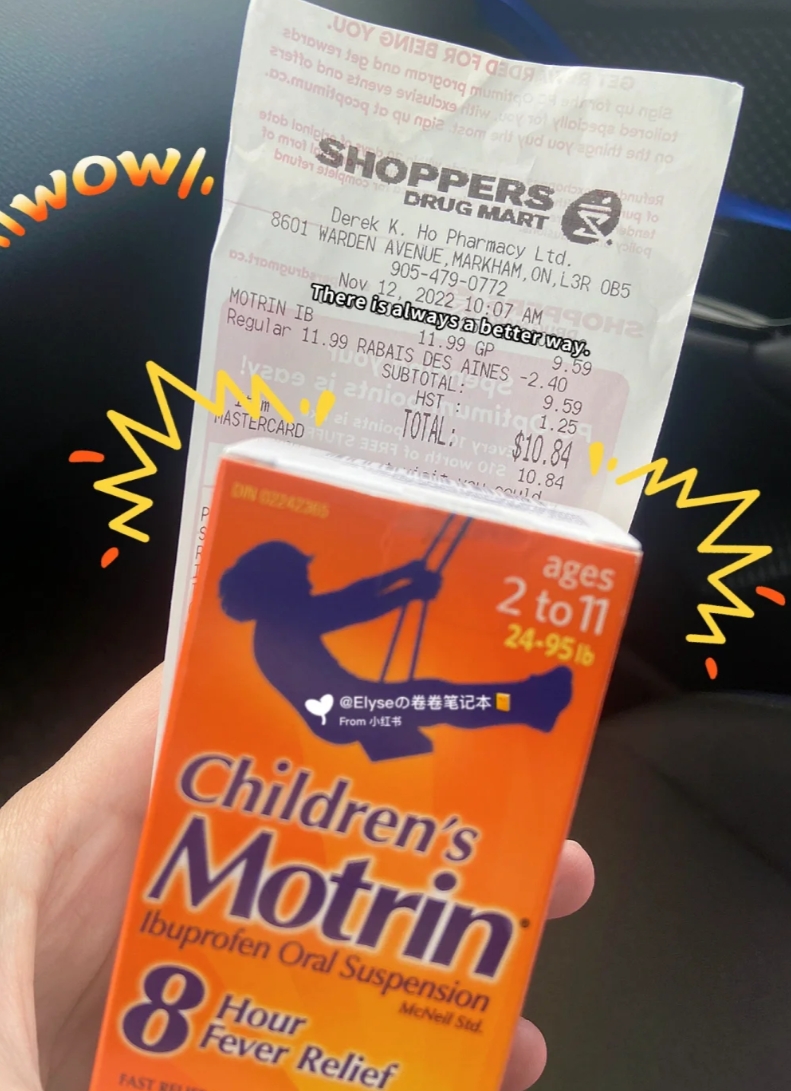 WOW
SHOPPERS
DRUG MART
Derek K. Ho Pharmacy Ltd.
8601 WARDEN AVENUE, MARKHAM, ON, L3R 0B5
905-479-0772
Nov 12, 2022 10:07 AM
There is always a better way.
MOTRIN IB 11.99 GP 9.59
Regular 11.99 RABAIS DES AINES -2.40
SUBTOTAL: 9.59
HST: 1.25
TOTAL: $10.84
MASTERCARD 10.84
DIN 02242365
ages
2 to 11
24-95 lb
@Elyseの卷卷笔记本
From 小红书
Children's
Motrin®
Ibuprofen Oral Suspension
McNeil Std.
8 Hour
Fever Relief